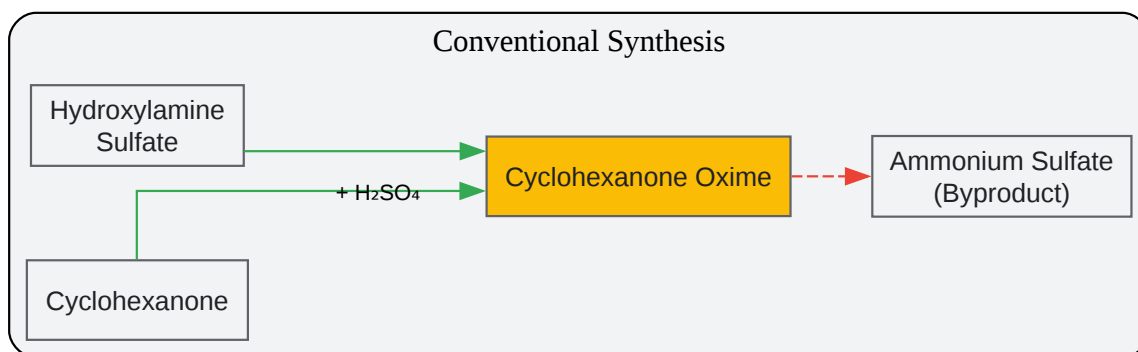 Conventional Synthesis
Hydroxylamine
Sulfate
+ H₂SO₄
Cyclohexanone
Cyclohexanone Oxime
Ammonium Sulfate
(Byproduct)